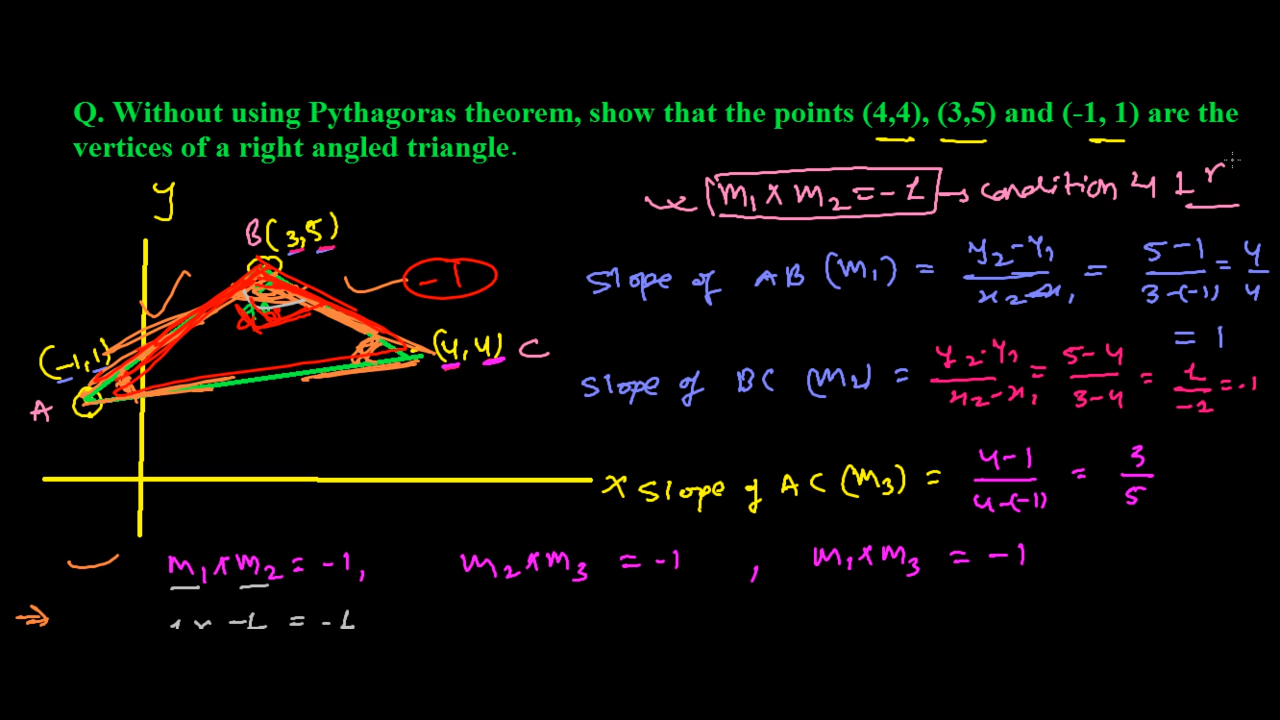 Q. Without using Pythagoras theorem, show that the points (4,4), (3,5) and (-1, 1) are the
vertices of a right angled triangle.
y
m₁ × m₂ = -1 → condition of ⊥ r
B(3,5)
-1
Slope of AB (m₁) = y₂-y₁/x₂-x₁ = 5-1/3-(-1) = 4/4
= 1
(-1,1)
(4,4) C
A
Slope of BC (m₂) = y₂-y₁/x₂-x₁ = 5-4/3-4 = 1/-1 = -1
x
Slope of AC (m₃) = 4-1/4-(-1) = 3/5
m₁×m₂ = -1, m₂×m₃ = -1 , m₁×m₃ = -1
⇒ 1x -1 = -1